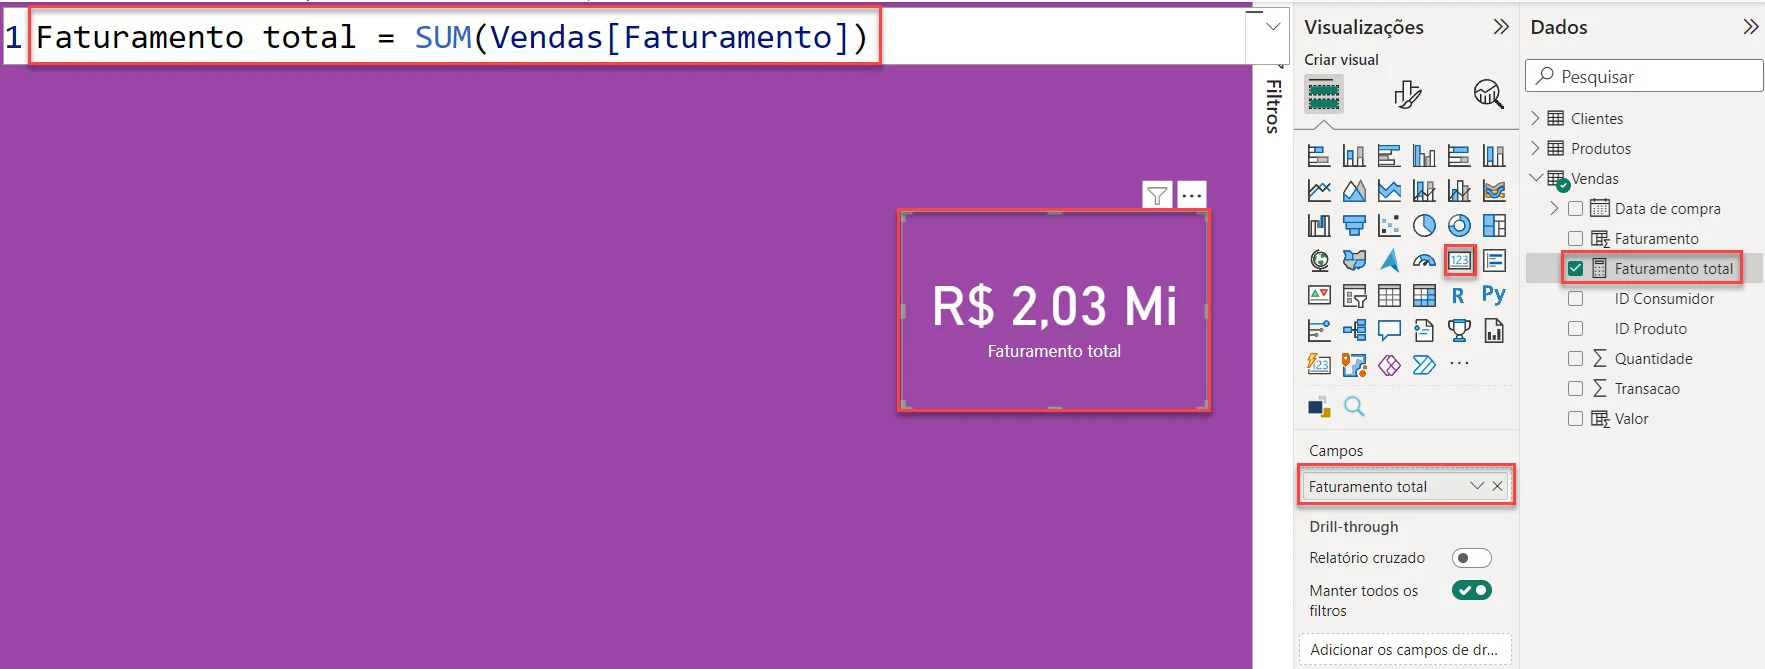 1 Faturamento total = SUM(Vendas[Faturamento])
R$ 2,03 Mi
Faturamento total
Filtros
Visualizações
Criar visual
123
R Py
123
Campos
Faturamento total
Drill-through
Relatório cruzado
Manter todos os
filtros
Adicionar os campos de dr...
Dados
Pesquisar
Clientes
Produtos
Vendas
Data de compra
Faturamento
Faturamento total
ID Consumidor
ID Produto
Quantidade
Transacao
Valor